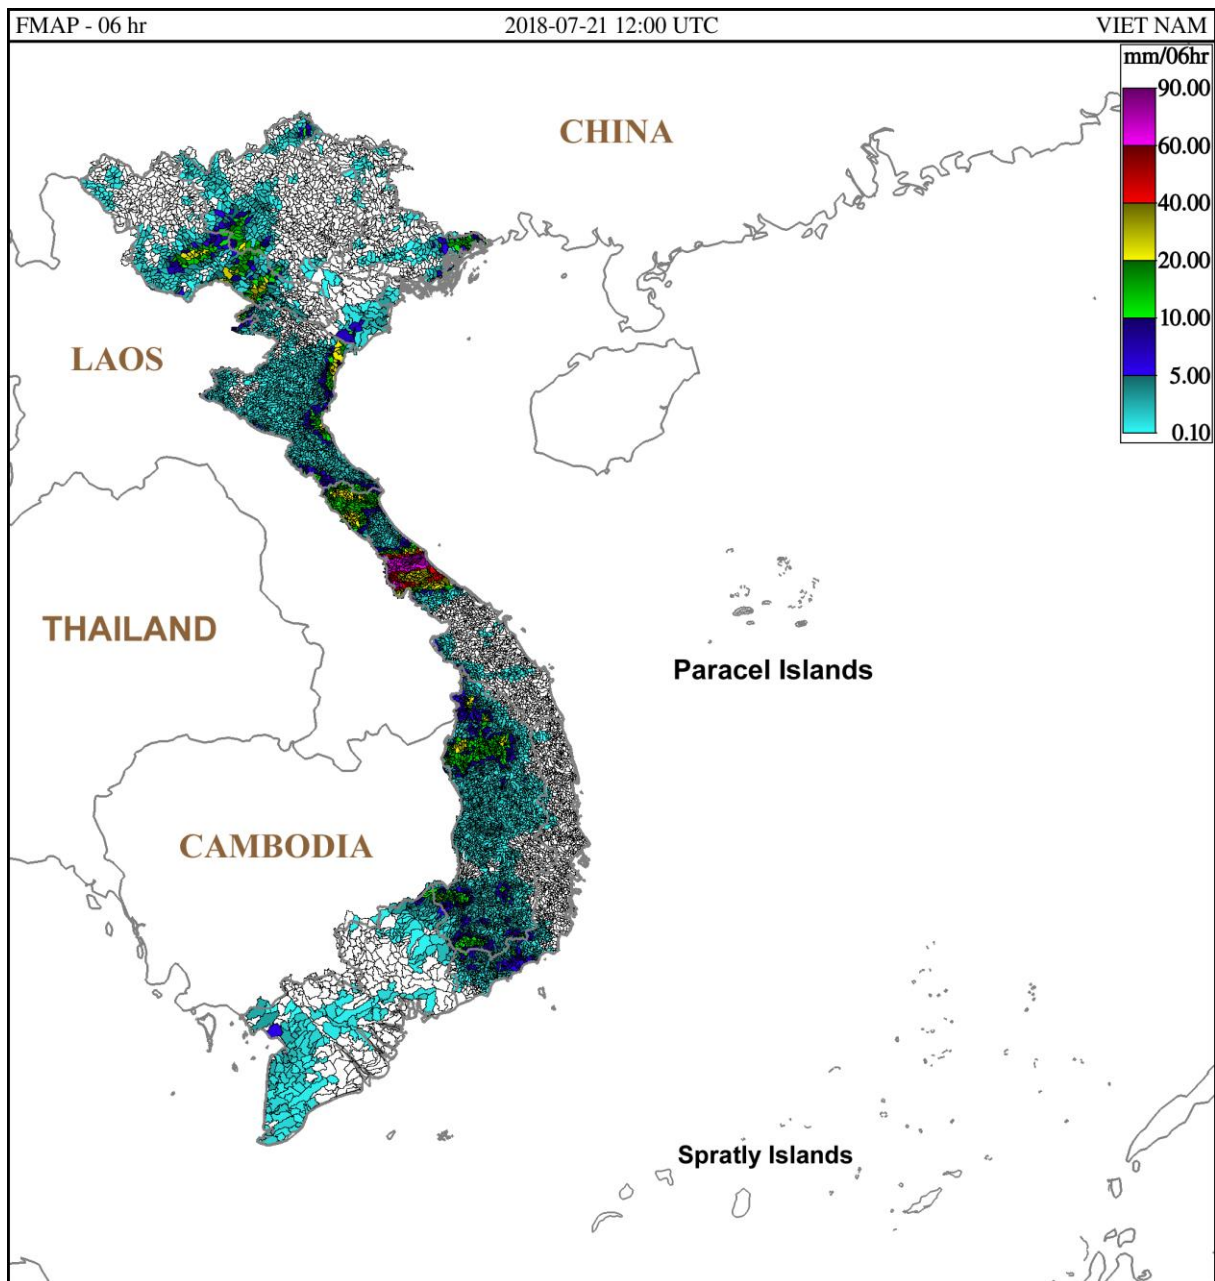 FMAP - 06 hr 2018-07-21 12:00 UTC VIET NAM
mm/06hr
90.00
60.00
40.00
20.00
10.00
5.00
0.10
CHINA
LAOS
THAILAND
Paracel Islands
CAMBODIA
Spratly Islands